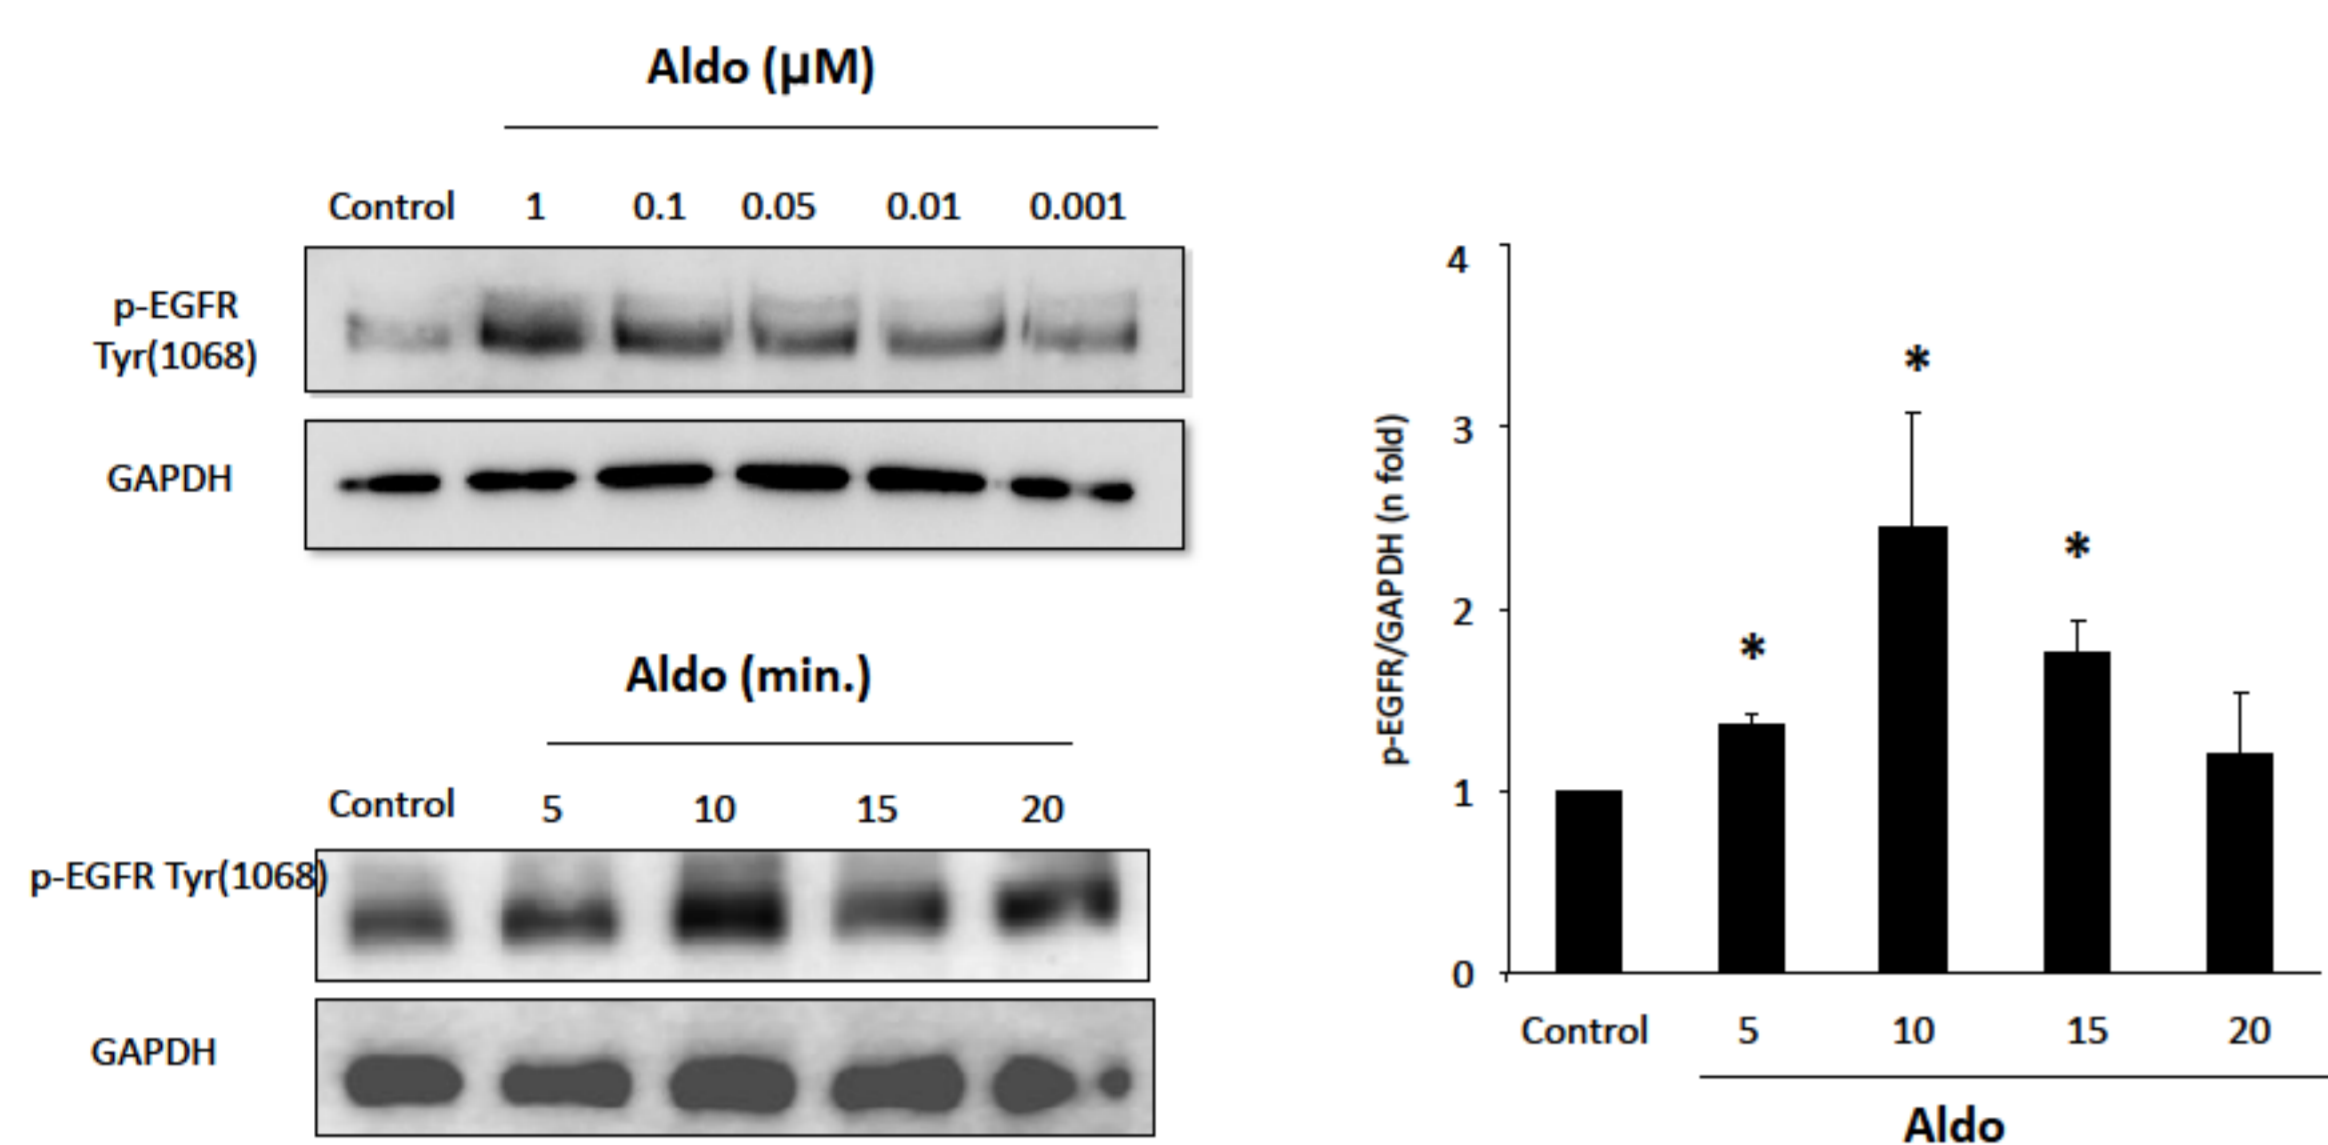 Aldo (µM)
Control 1 0.1 0.05 0.01 0.001
p-EGFR
Tyr(1068)
GAPDH
Aldo (min.)
Control 5 10 15 20
p-EGFR Tyr(1068)
GAPDH
p-EGFR/GAPDH (n fold)
4
3
2
1
0
*
*
*
Control 5 10 15 20
Aldo